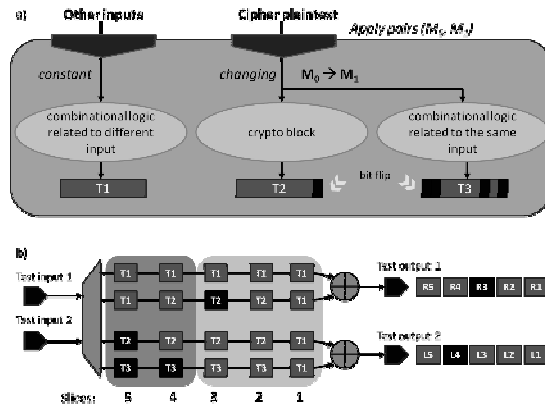 a)
Other inputs
Cipher plaintext
Apply pairs (M₀, M₁)
constant
changing
M₀ → M₁
combinational logic
related to different
input
crypto block
combinational logic
related to the same
input
T1
T2
bit flip
T3
b)
Test input 1
Test input 2
T1 T2 T1 T1 T1
T1 T2 T2 T1 T1
T2 T2 T2 T2 T1
T3 T3 T3 T2 T1
Test output 1
R5 R4 R3 R2 R1
Test output 2
L5 L4 L3 L2 L1
Slices: 5 4 3 2 1